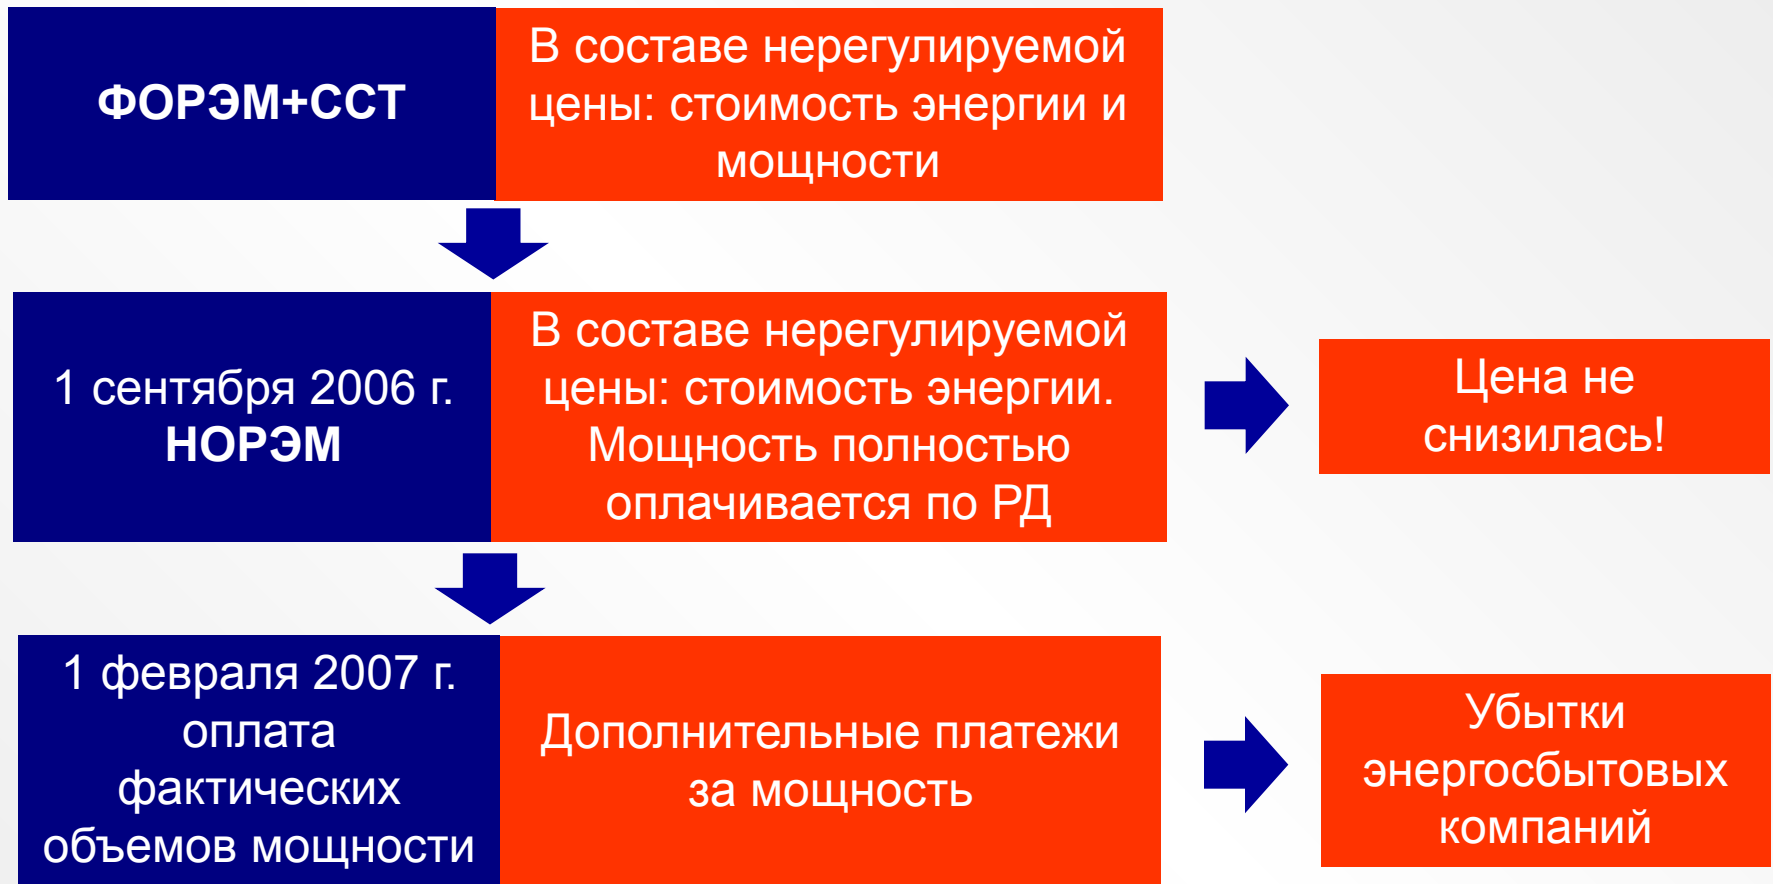 ФОРЭМ+ССТ
В составе нерегулируемой
цены: стоимость энергии и
мощности
1 сентября 2006 г.
НОРЭМ
В составе нерегулируемой
цены: стоимость энергии.
Мощность полностью
оплачивается по РД
Цена не
снизилась!
1 февраля 2007 г.
оплата
фактических
объемов мощности
Дополнительные платежи
за мощность
Убытки
энергосбытовых
компаний